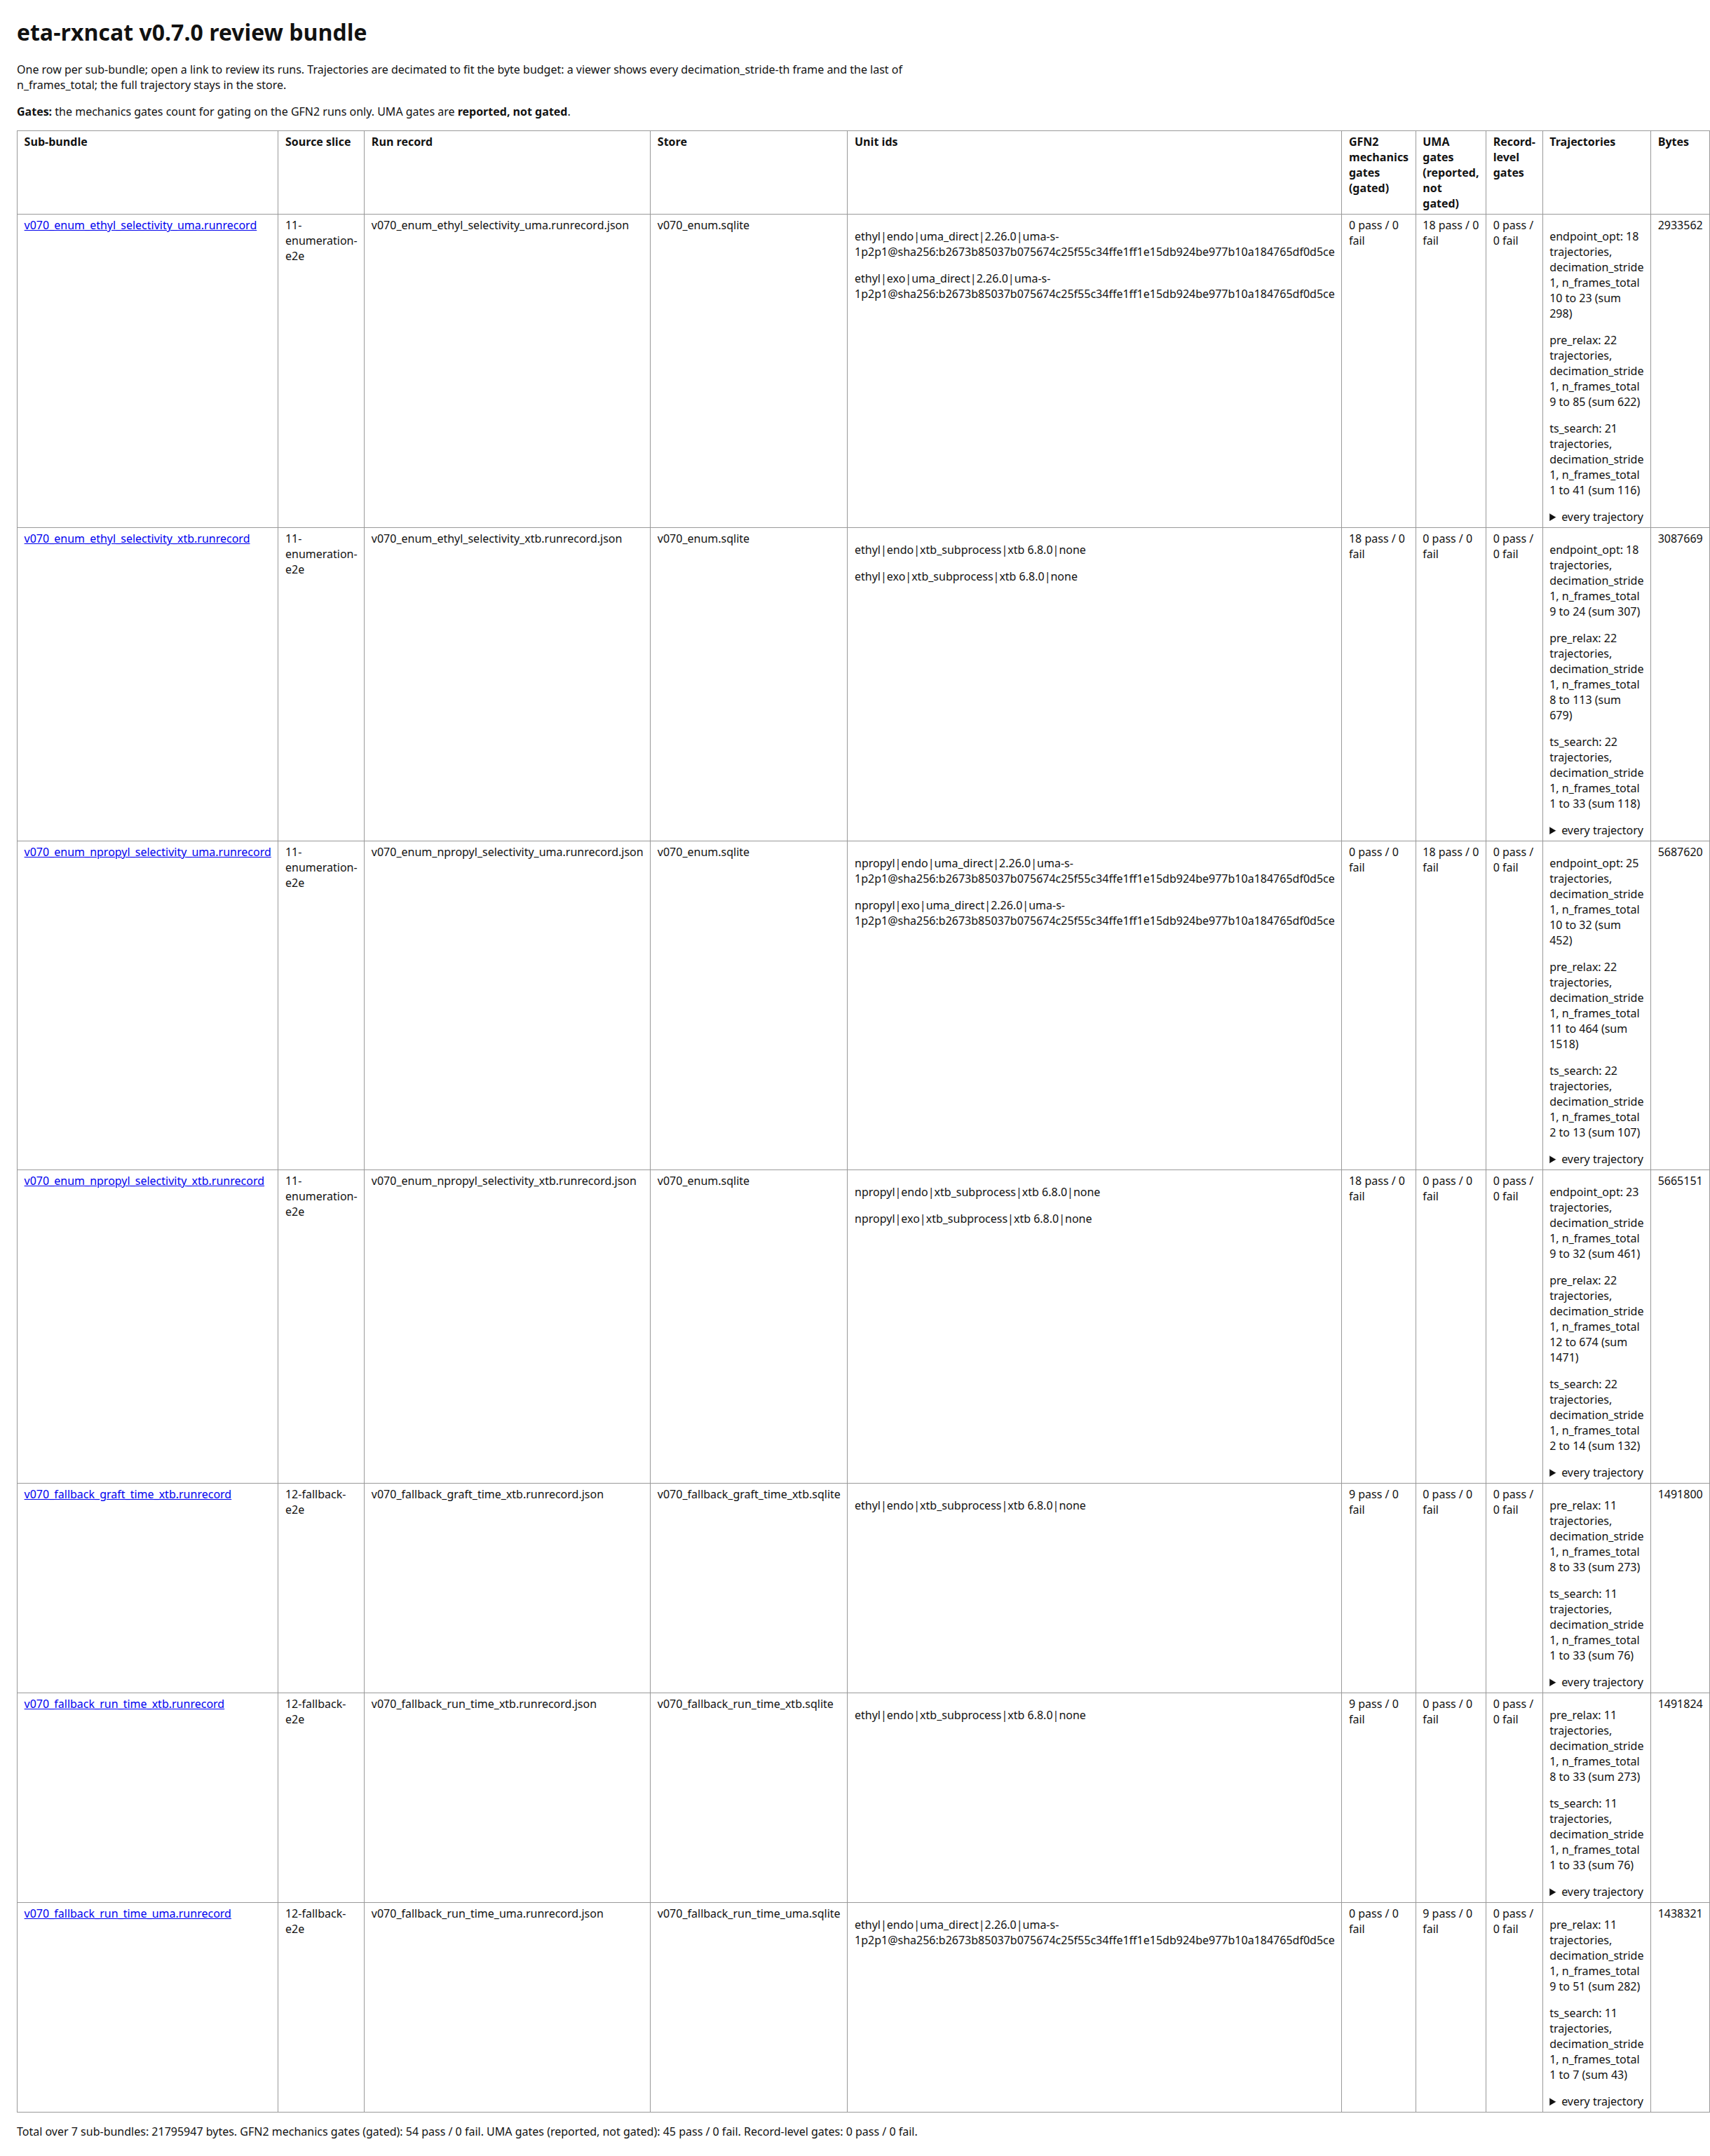 eta-rxncat v0.7.0 review bundle
One row per sub-bundle; open a link to review its runs. Trajectories are decimated to fit the byte budget: a viewer shows every decimation_stride-th frame and the last of
n_frames_total; the full trajectory stays in the store.
Gates: the mechanics gates count for gating on the GFN2 runs only. UMA gates are reported, not gated.
Sub-bundle
Source slice
Run record
Store
Unit ids
GFN2
mechanics
gates
(gated)
UMA
gates
(reported,
not
gated)
Record-
level
gates
Trajectories
Bytes
v070_enum_ethyl_selectivity_uma.runrecord
11-
enumeration-
e2e
v070_enum_ethyl_selectivity_uma.runrecord.json
v070_enum.sqlite
ethyl|endo|uma_direct|2.26.0|uma-s-
1p2p1@sha256:b2673b85037b075674c25f55c34ffe1ff1e15db924be977b10a184765df0d5ce
ethyl|exo|uma_direct|2.26.0|uma-s-
1p2p1@sha256:b2673b85037b075674c25f55c34ffe1ff1e15db924be977b10a184765df0d5ce
0 pass / 0
fail
18 pass / 0
fail
0 pass /
0 fail
endpoint_opt: 18
trajectories,
decimation_stride
1, n_frames_total
10 to 23 (sum
298)
pre_relax: 22
trajectories,
decimation_stride
1, n_frames_total
9 to 85 (sum 622)
ts_search: 21
trajectories,
decimation_stride
1, n_frames_total
1 to 41 (sum 116)
▶ every trajectory
2933562
v070_enum_ethyl_selectivity_xtb.runrecord
11-
enumeration-
e2e
v070_enum_ethyl_selectivity_xtb.runrecord.json
v070_enum.sqlite
ethyl|endo|xtb_subprocess|xtb 6.8.0|none
ethyl|exo|xtb_subprocess|xtb 6.8.0|none
18 pass / 0
fail
0 pass / 0
fail
0 pass /
0 fail
endpoint_opt: 18
trajectories,
decimation_stride
1, n_frames_total
9 to 24 (sum 307)
pre_relax: 22
trajectories,
decimation_stride
1, n_frames_total
8 to 113 (sum
679)
ts_search: 22
trajectories,
decimation_stride
1, n_frames_total
1 to 33 (sum 118)
▶ every trajectory
3087669
v070_enum_npropyl_selectivity_uma.runrecord
11-
enumeration-
e2e
v070_enum_npropyl_selectivity_uma.runrecord.json
v070_enum.sqlite
npropyl|endo|uma_direct|2.26.0|uma-s-
1p2p1@sha256:b2673b85037b075674c25f55c34ffe1ff1e15db924be977b10a184765df0d5ce
npropyl|exo|uma_direct|2.26.0|uma-s-
1p2p1@sha256:b2673b85037b075674c25f55c34ffe1ff1e15db924be977b10a184765df0d5ce
0 pass / 0
fail
18 pass / 0
fail
0 pass /
0 fail
endpoint_opt: 25
trajectories,
decimation_stride
1, n_frames_total
10 to 32 (sum
452)
pre_relax: 22
trajectories,
decimation_stride
1, n_frames_total
11 to 464 (sum
1518)
ts_search: 22
trajectories,
decimation_stride
1, n_frames_total
2 to 13 (sum 107)
▶ every trajectory
5687620
v070_enum_npropyl_selectivity_xtb.runrecord
11-
enumeration-
e2e
v070_enum_npropyl_selectivity_xtb.runrecord.json
v070_enum.sqlite
npropyl|endo|xtb_subprocess|xtb 6.8.0|none
npropyl|exo|xtb_subprocess|xtb 6.8.0|none
18 pass / 0
fail
0 pass / 0
fail
0 pass /
0 fail
endpoint_opt: 23
trajectories,
decimation_stride
1, n_frames_total
9 to 32 (sum 461)
pre_relax: 22
trajectories,
decimation_stride
1, n_frames_total
12 to 674 (sum
1471)
ts_search: 22
trajectories,
decimation_stride
1, n_frames_total
2 to 14 (sum 132)
▶ every trajectory
5665151
v070_fallback_graft_time_xtb.runrecord
12-fallback-
e2e
v070_fallback_graft_time_xtb.runrecord.json
v070_fallback_graft_time_xtb.sqlite
ethyl|endo|xtb_subprocess|xtb 6.8.0|none
9 pass / 0
fail
0 pass / 0
fail
0 pass /
0 fail
pre_relax: 11
trajectories,
decimation_stride
1, n_frames_total
8 to 33 (sum 273)
ts_search: 11
trajectories,
decimation_stride
1, n_frames_total
1 to 33 (sum 76)
▶ every trajectory
1491800
v070_fallback_run_time_xtb.runrecord
12-fallback-
e2e
v070_fallback_run_time_xtb.runrecord.json
v070_fallback_run_time_xtb.sqlite
ethyl|endo|xtb_subprocess|xtb 6.8.0|none
9 pass / 0
fail
0 pass / 0
fail
0 pass /
0 fail
pre_relax: 11
trajectories,
decimation_stride
1, n_frames_total
8 to 33 (sum 273)
ts_search: 11
trajectories,
decimation_stride
1, n_frames_total
1 to 33 (sum 76)
▶ every trajectory
1491824
v070_fallback_run_time_uma.runrecord
12-fallback-
e2e
v070_fallback_run_time_uma.runrecord.json
v070_fallback_run_time_uma.sqlite
ethyl|endo|uma_direct|2.26.0|uma-s-
1p2p1@sha256:b2673b85037b075674c25f55c34ffe1ff1e15db924be977b10a184765df0d5ce
0 pass / 0
fail
9 pass / 0
fail
0 pass /
0 fail
pre_relax: 11
trajectories,
decimation_stride
1, n_frames_total
9 to 51 (sum 282)
ts_search: 11
trajectories,
decimation_stride
1, n_frames_total
1 to 7 (sum 43)
▶ every trajectory
1438321
Total over 7 sub-bundles: 21795947 bytes. GFN2 mechanics gates (gated): 54 pass / 0 fail. UMA gates (reported, not gated): 45 pass / 0 fail. Record-level gates: 0 pass / 0 fail.